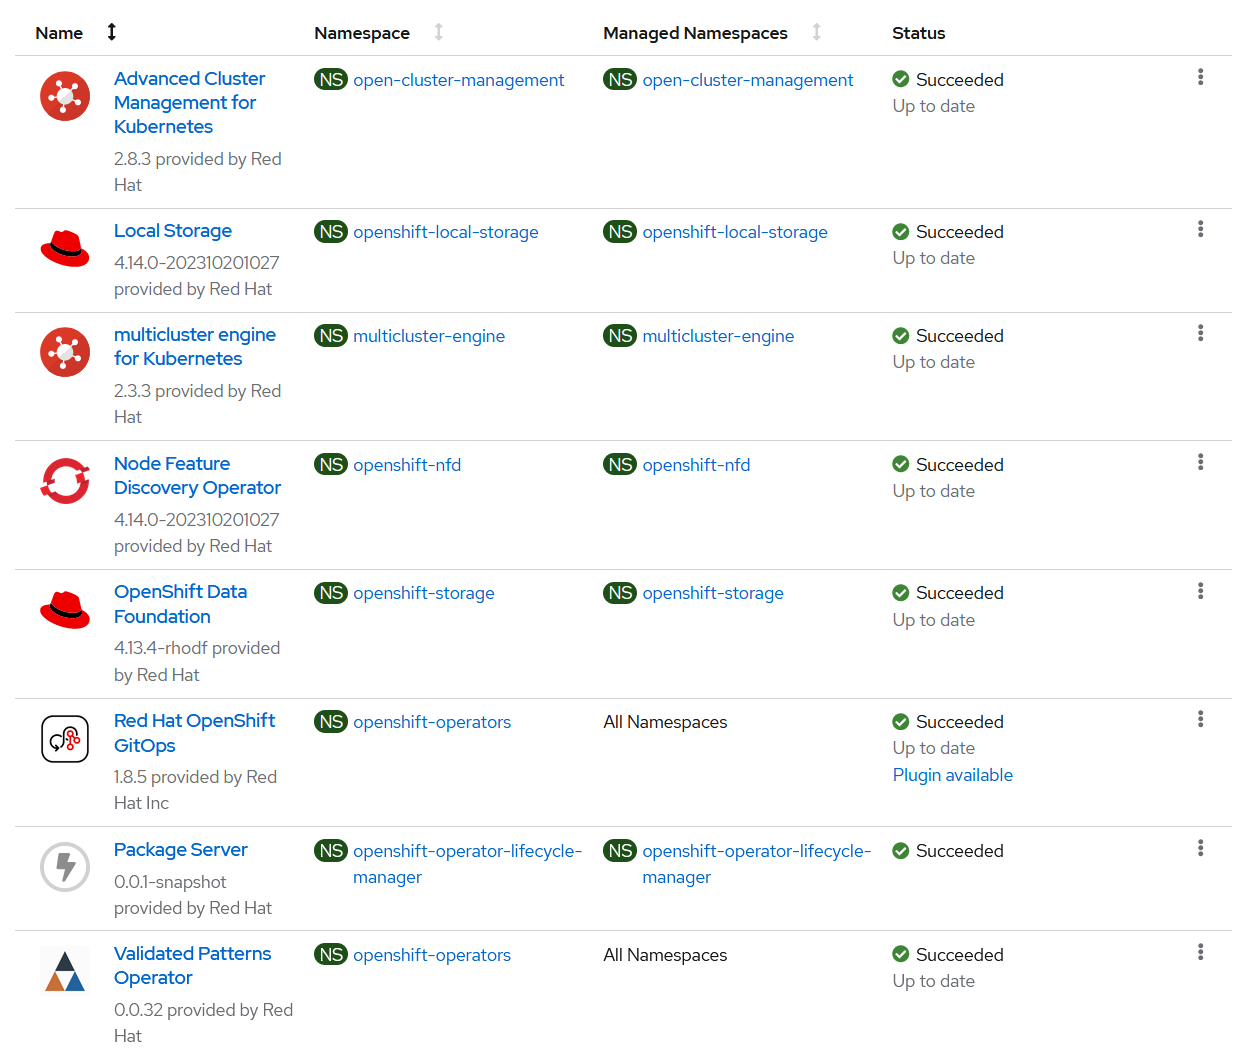 Name Namespace Managed Namespaces Status
Advanced Cluster
Management for
Kubernetes
2.8.3 provided by Red
Hat
NS open-cluster-management
NS open-cluster-management
Succeeded
Up to date
Local Storage
4.14.0-202310201027
provided by Red Hat
NS openshift-local-storage
NS openshift-local-storage
Succeeded
Up to date
multicluster engine
for Kubernetes
2.3.3 provided by Red
Hat
NS multicluster-engine
NS multicluster-engine
Succeeded
Up to date
Node Feature
Discovery Operator
4.14.0-202310201027
provided by Red Hat
NS openshift-nfd
NS openshift-nfd
Succeeded
Up to date
OpenShift Data
Foundation
4.13.4-rhodf provided
by Red Hat
NS openshift-storage
NS openshift-storage
Succeeded
Up to date
Red Hat OpenShift
GitOps
1.8.5 provided by Red
Hat Inc
NS openshift-operators
All Namespaces
Succeeded
Up to date
Plugin available
Package Server
0.0.1-snapshot
provided by Red Hat
NS openshift-operator-lifecycle-
manager
NS openshift-operator-lifecycle-
manager
Succeeded
Validated Patterns
Operator
0.0.32 provided by Red
Hat
NS openshift-operators
All Namespaces
Succeeded
Up to date